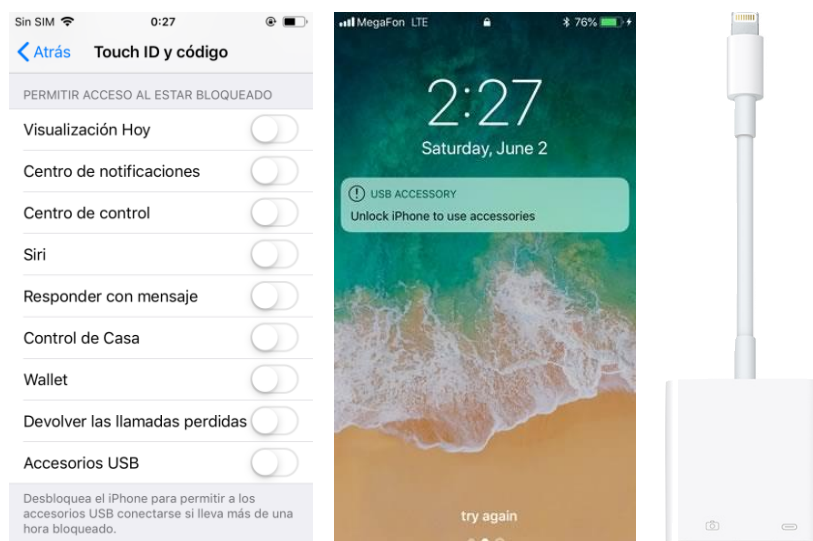 Sin SIM 0:27
Atrás Touch ID y código
PERMITIR ACCESO AL ESTAR BLOQUEADO
Visualización Hoy
Centro de notificaciones
Centro de control
Siri
Responder con mensaje
Control de Casa
Wallet
Devolver las llamadas perdidas
Accesorios USB
Desbloquea el iPhone para permitir a los
accesorios USB conectarse si lleva más de una
hora bloqueado.
MegaFon LTE 76%
2:27
Saturday, June 2
USB ACCESSORY
Unlock iPhone to use accessories
try again